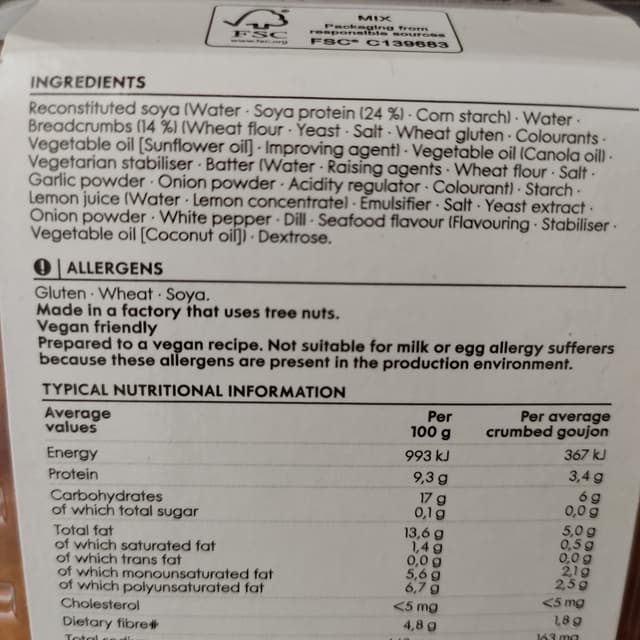 MIX
Packaging from
responsible sources
FSC
www.fsc.org
FSC® C139683
INGREDIENTS
Reconstituted soya (Water · Soya protein (24 %) · Corn starch) · Water ·
Breadcrumbs (14 %) (Wheat flour · Yeast · Salt · Wheat gluten · Colourants ·
Vegetable oil [Sunflower oil] · Improving agent) · Vegetable oil (Canola oil) ·
Vegetarian stabiliser · Batter (Water · Raising agents · Wheat flour · Salt ·
Garlic powder · Onion powder · Acidity regulator · Colourant) · Starch ·
Lemon juice (Water · Lemon concentrate) · Emulsifier · Salt · Yeast extract ·
Onion powder · White pepper · Dill · Seafood flavour (Flavouring · Stabiliser ·
Vegetable oil [Coconut oil]) · Dextrose.
ALLERGENS
Gluten · Wheat · Soya.
Made in a factory that uses tree nuts.
Vegan friendly
Prepared to a vegan recipe. Not suitable for milk or egg allergy sufferers
because these allergens are present in the production environment.
TYPICAL NUTRITIONAL INFORMATION
Average values Per 100 g Per average crumbed goujon
Energy 993 kJ 367 kJ
Protein 9,3 g 3,4 g
Carbohydrates 17 g 6 g
of which total sugar 0,1 g 0,0 g
Total fat 13,6 g 5,0 g
of which saturated fat 1,4 g 0,5 g
of which trans fat 0,0 g 0,0 g
of which monounsaturated fat 5,6 g 2,1 g
of which polyunsaturated fat 6,7 g 2,5 g
Cholesterol <5 mg <5 mg
Dietary fibre# 4,8 g 1,8 g